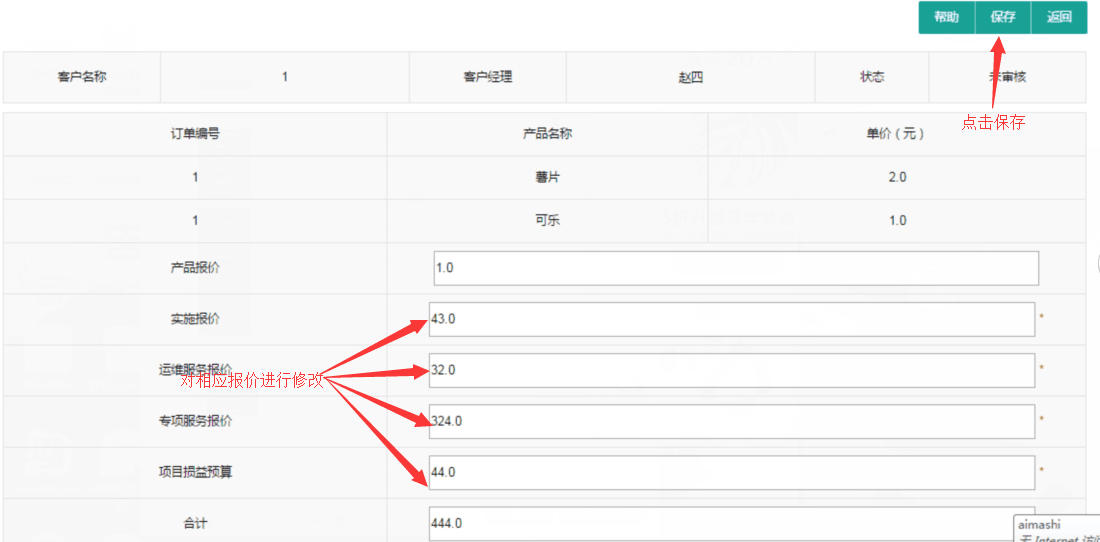 帮助 保存 返回
客户名称 1 客户经理 赵四 状态 未审核
点击保存
订单编号 产品名称 单价（元）
1 薯片 2.0
1 可乐 1.0
产品报价 1.0
实施报价 43.0 *
运维服务报价 32.0 *
对相应报价进行修改
专项服务报价 324.0 *
项目损益预算 44.0 *
合计 444.0
aimashi
无 Internet 访问